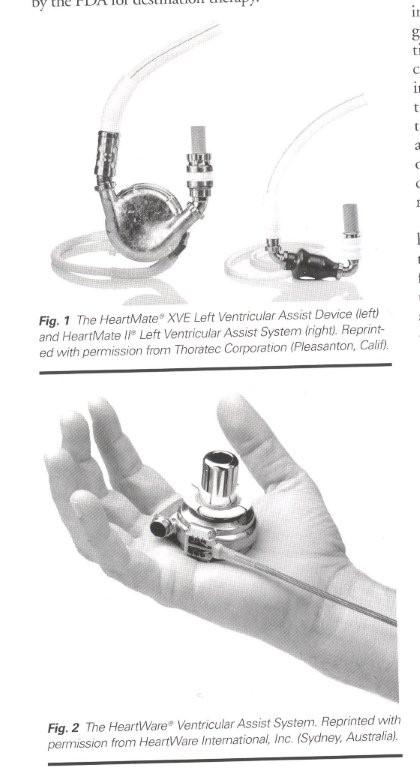 by the FDA for destination therapy.
Fig. 1 The HeartMate® XVE Left Ventricular Assist Device (left)
and HeartMate II® Left Ventricular Assist System (right). Reprint-
ed with permission from Thoratec Corporation (Pleasanton, Calif).
Fig. 2 The HeartWare® Ventricular Assist System. Reprinted with
permission from HeartWare International, Inc. (Sydney, Australia).